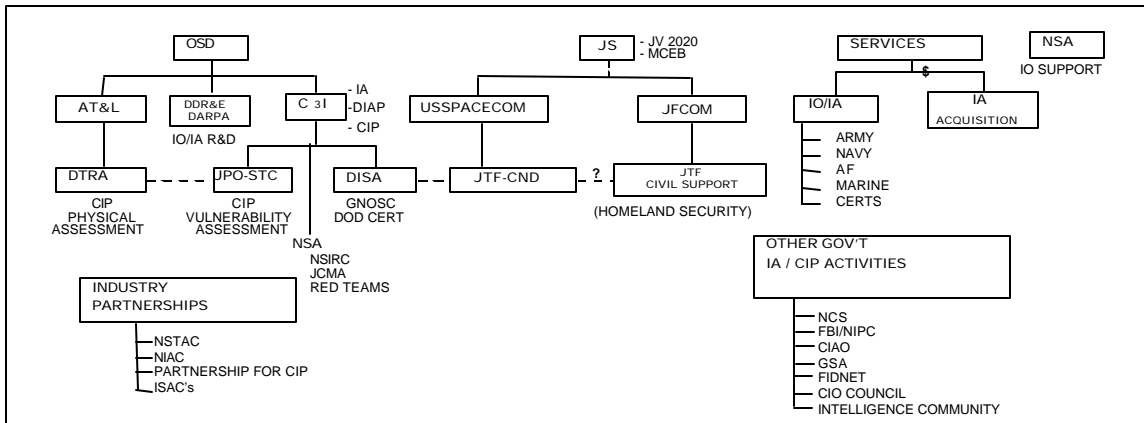 OSD
JS
- JV 2020
- MCEB
SERVICES
$
NSA
IO SUPPORT
AT&L
DDR&E
DARPA
IO/IA R&D
C 3I
- IA
-DIAP
- CIP
USSPACECOM
JFCOM
IO/IA
ARMY
NAVY
AF
MARINE
CERTS
IA
ACQUISITION
DTRA
CIP
PHYSICAL
ASSESSMENT
JPO-STC
CIP
VULNERABILITY
ASSESSMENT
DISA
GNOSC
DOD CERT
JTF-CND
?
JTF
CIVIL SUPPORT
(HOMELAND SECURITY)
NSA
NSIRC
JCMA
RED TEAMS
INDUSTRY
PARTNERSHIPS
NSTAC
NIAC
PARTNERSHIP FOR CIP
ISAC's
OTHER GOV'T
IA / CIP ACTIVITIES
NCS
FBI/NIPC
CIAO
GSA
FIDNET
CIO COUNCIL
INTELLIGENCE COMMUNITY